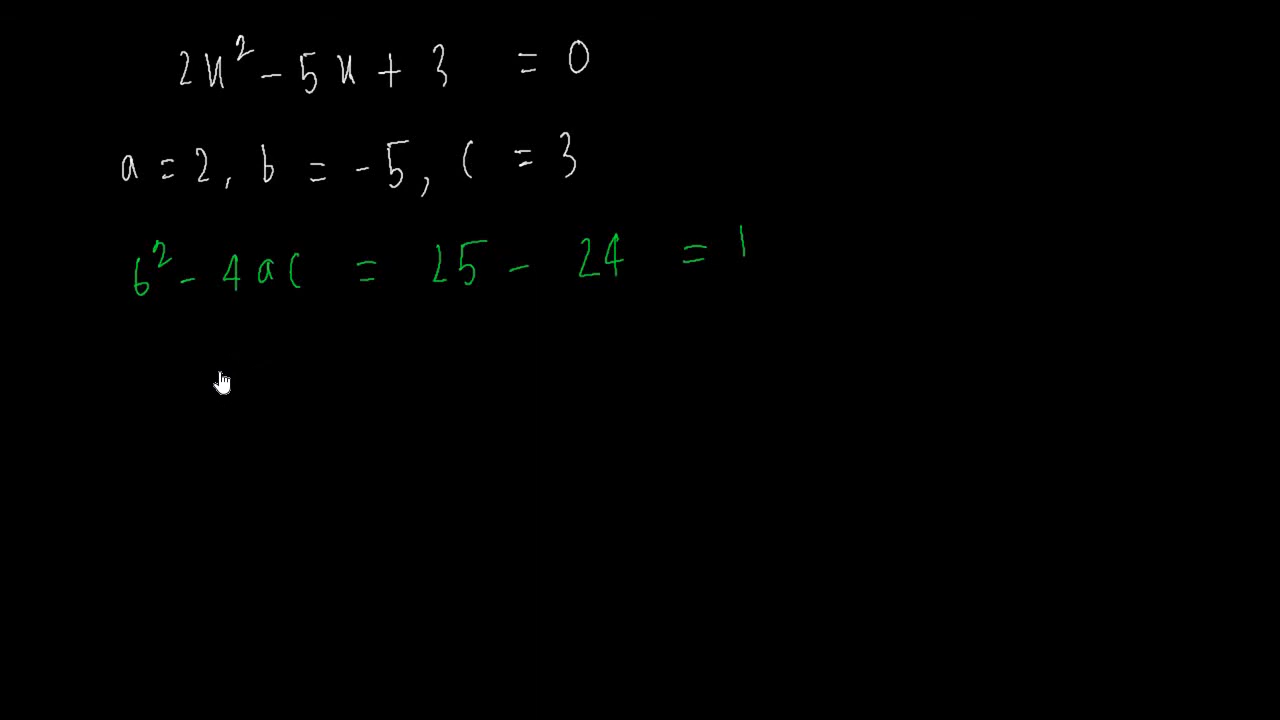 2x² - 5x + 3 = 0
a = 2, b = -5, c = 3
b² - 4ac = 25 - 24 = 1